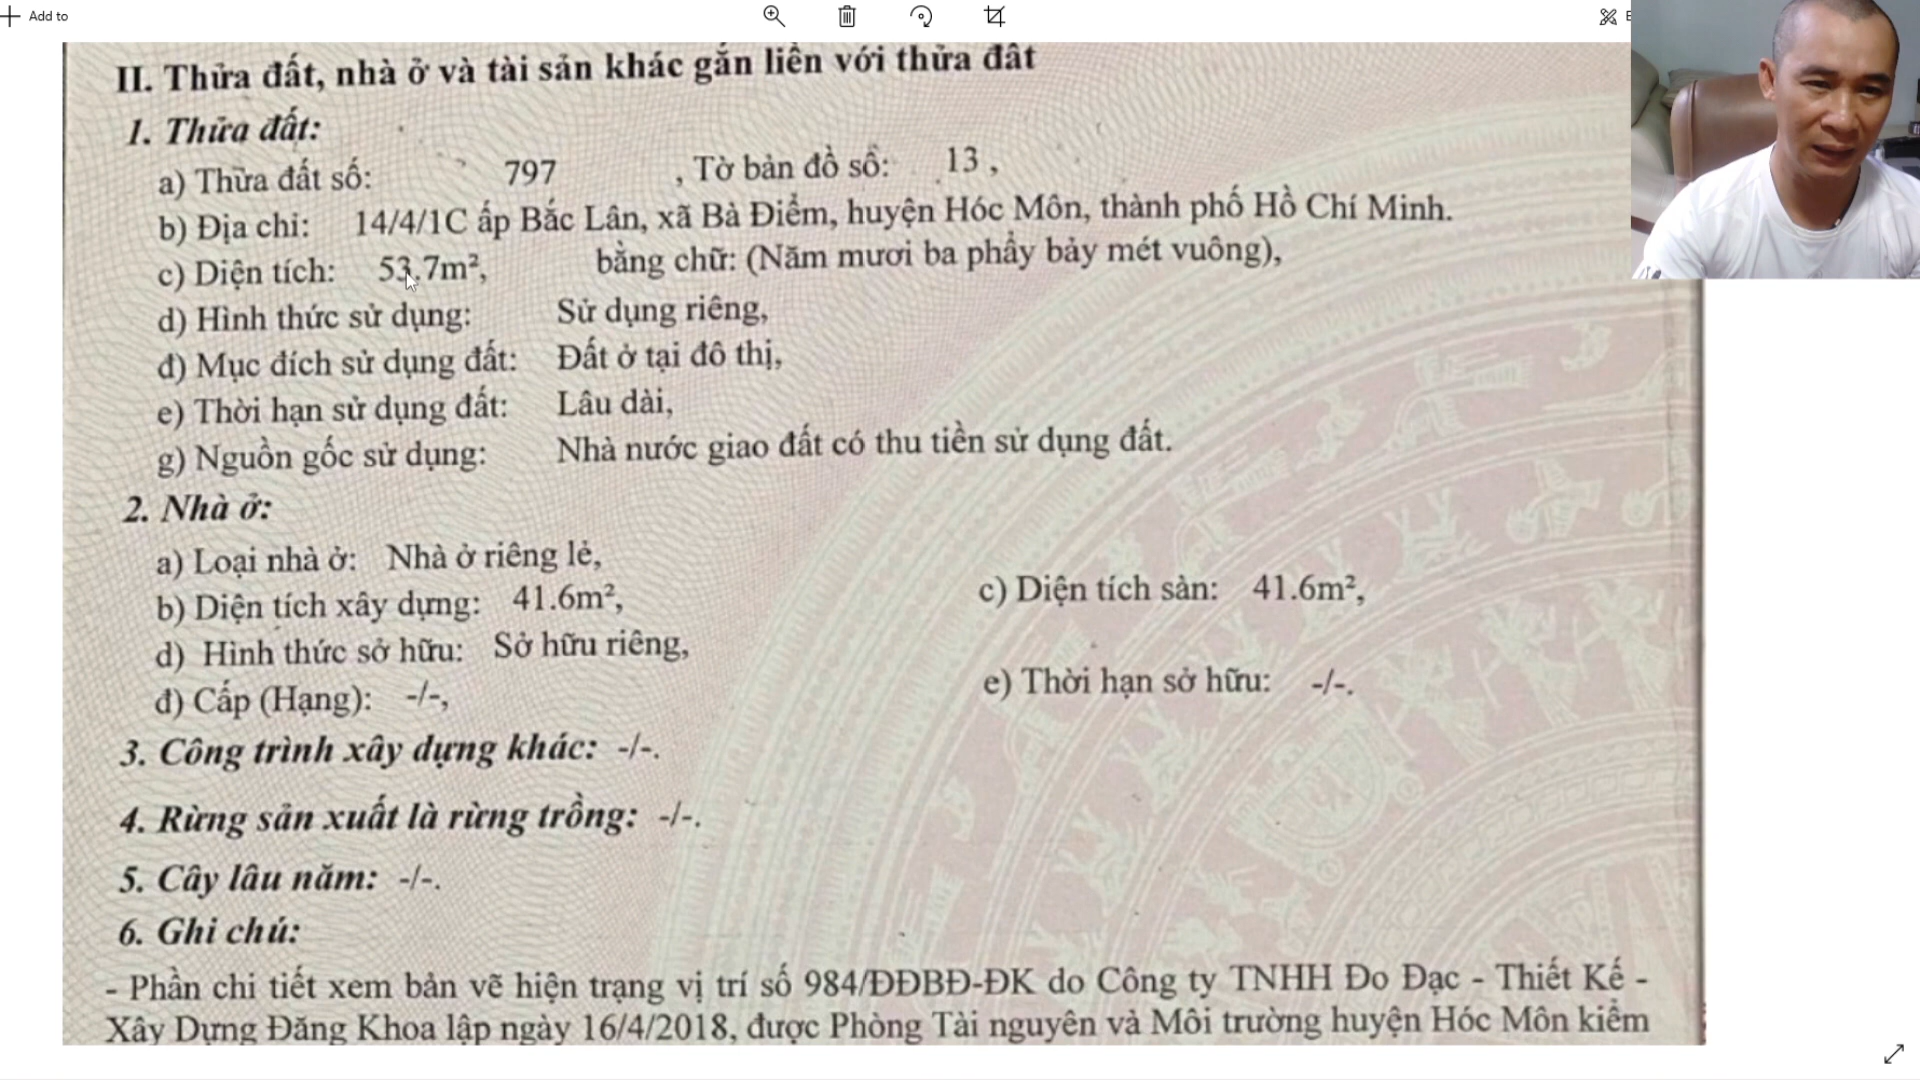 Add to
II. Thửa đất, nhà ở và tài sản khác gắn liền với thửa đất
1. Thửa đất:
a) Thửa đất số: 797 , Tờ bản đồ số: 13 ,
b) Địa chỉ: 14/4/1C ấp Bắc Lân, xã Bà Điểm, huyện Hóc Môn, thành phố Hồ Chí Minh.
c) Diện tích: 53.7m², bằng chữ: (Năm mươi ba phẩy bảy mét vuông),
d) Hình thức sử dụng: Sử dụng riêng,
đ) Mục đích sử dụng đất: Đất ở tại đô thị,
e) Thời hạn sử dụng đất: Lâu dài,
g) Nguồn gốc sử dụng: Nhà nước giao đất có thu tiền sử dụng đất.
2. Nhà ở:
a) Loại nhà ở: Nhà ở riêng lẻ,
b) Diện tích xây dựng: 41.6m², c) Diện tích sàn: 41.6m²,
d) Hình thức sở hữu: Sở hữu riêng,
đ) Cấp (Hạng): -/-, e) Thời hạn sở hữu: -/-.
3. Công trình xây dựng khác: -/-.
4. Rừng sản xuất là rừng trồng: -/-.
5. Cây lâu năm: -/-.
6. Ghi chú:
- Phần chi tiết xem bản vẽ hiện trạng vị trí số 984/ĐĐBĐ-ĐK do Công ty TNHH Đo Đạc - Thiết Kế -
Xây Dựng Đăng Khoa lập ngày 16/4/2018, được Phòng Tài nguyên và Môi trường huyện Hóc Môn kiểm